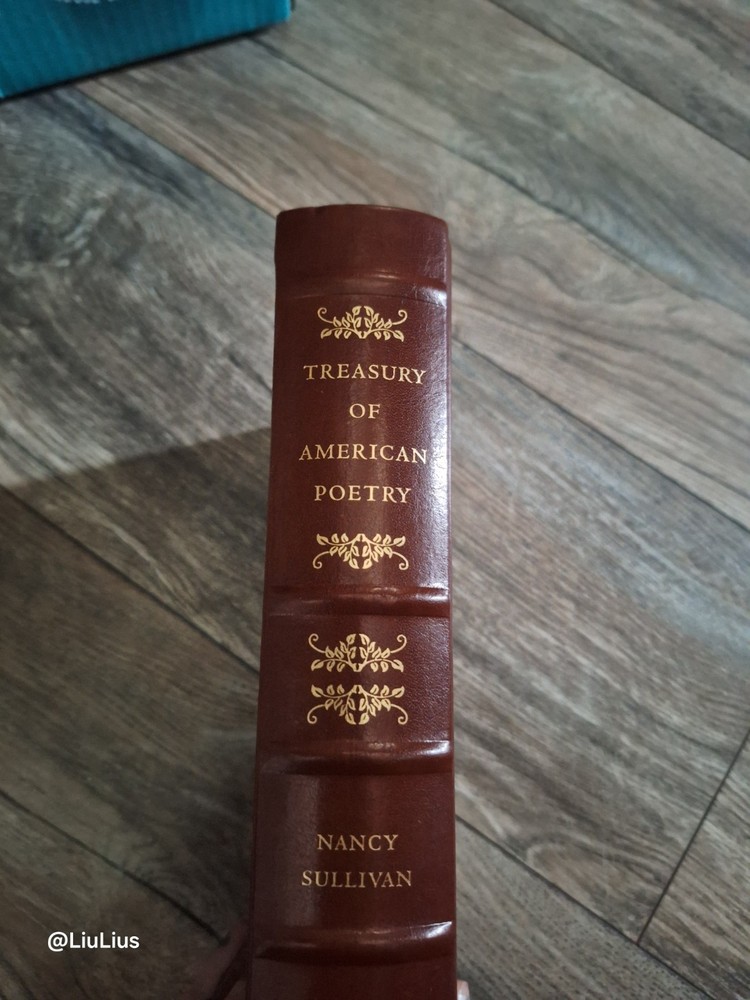 TREASURY
OF
AMERICAN
POETRY
NANCY
SULLIVAN
@LiuLius